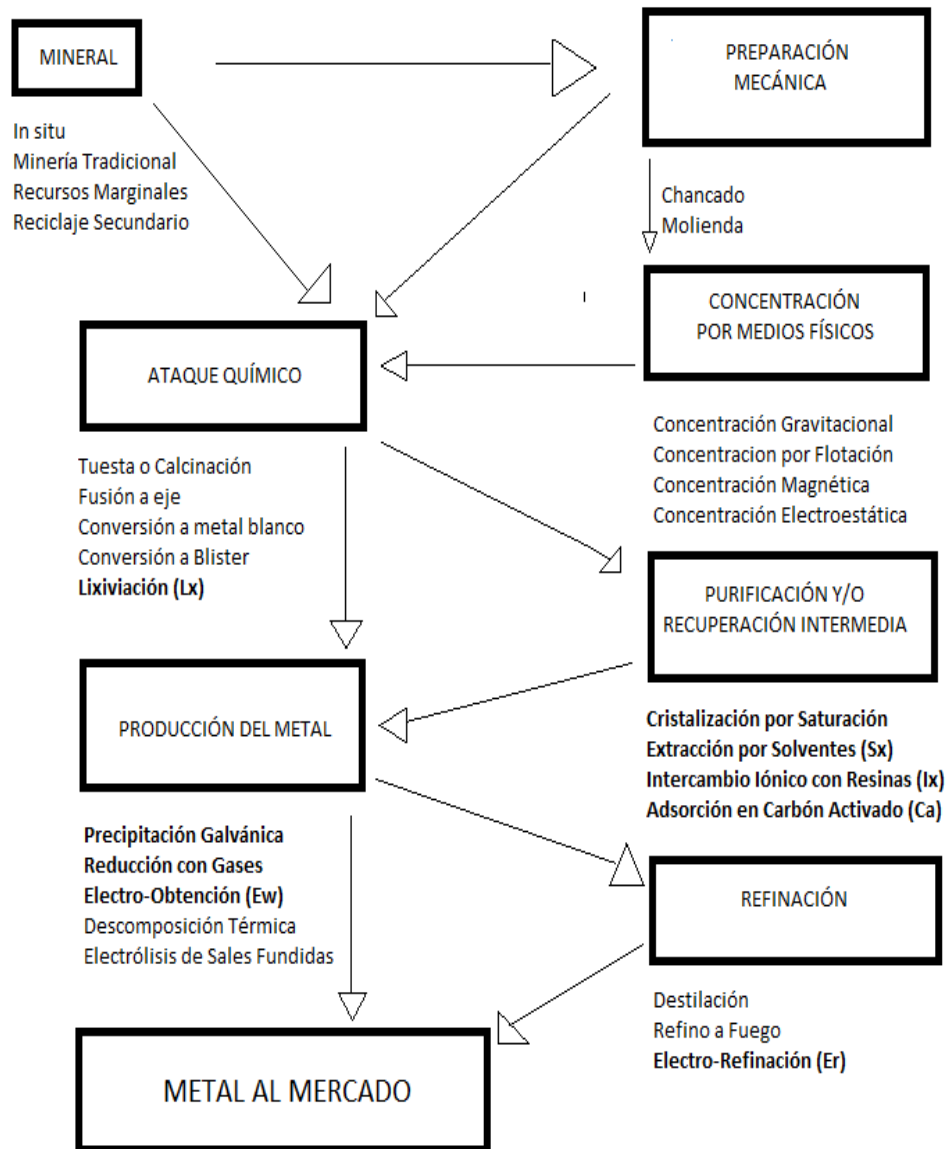 MINERAL
In situ
Minería Tradicional
Recursos Marginales
Reciclaje Secundario
PREPARACIÓN
MECÁNICA
Chancado
Molienda
CONCENTRACIÓN
POR MEDIOS FÍSICOS
Concentración Gravitacional
Concentracion por Flotación
Concentración Magnética
Concentración Electroestática
ATAQUE QUÍMICO
Tuesta o Calcinación
Fusión a eje
Conversión a metal blanco
Conversión a Blister
Lixiviación (Lx)
PURIFICACIÓN Y/O
RECUPERACIÓN INTERMEDIA
Cristalización por Saturación
Extracción por Solventes (Sx)
Intercambio Iónico con Resinas (Ix)
Adsorción en Carbón Activado (Ca)
PRODUCCIÓN DEL METAL
Precipitación Galvánica
Reducción con Gases
Electro-Obtención (Ew)
Descomposición Térmica
Electrólisis de Sales Fundidas
REFINACIÓN
Destilación
Refino a Fuego
Electro-Refinación (Er)
METAL AL MERCADO